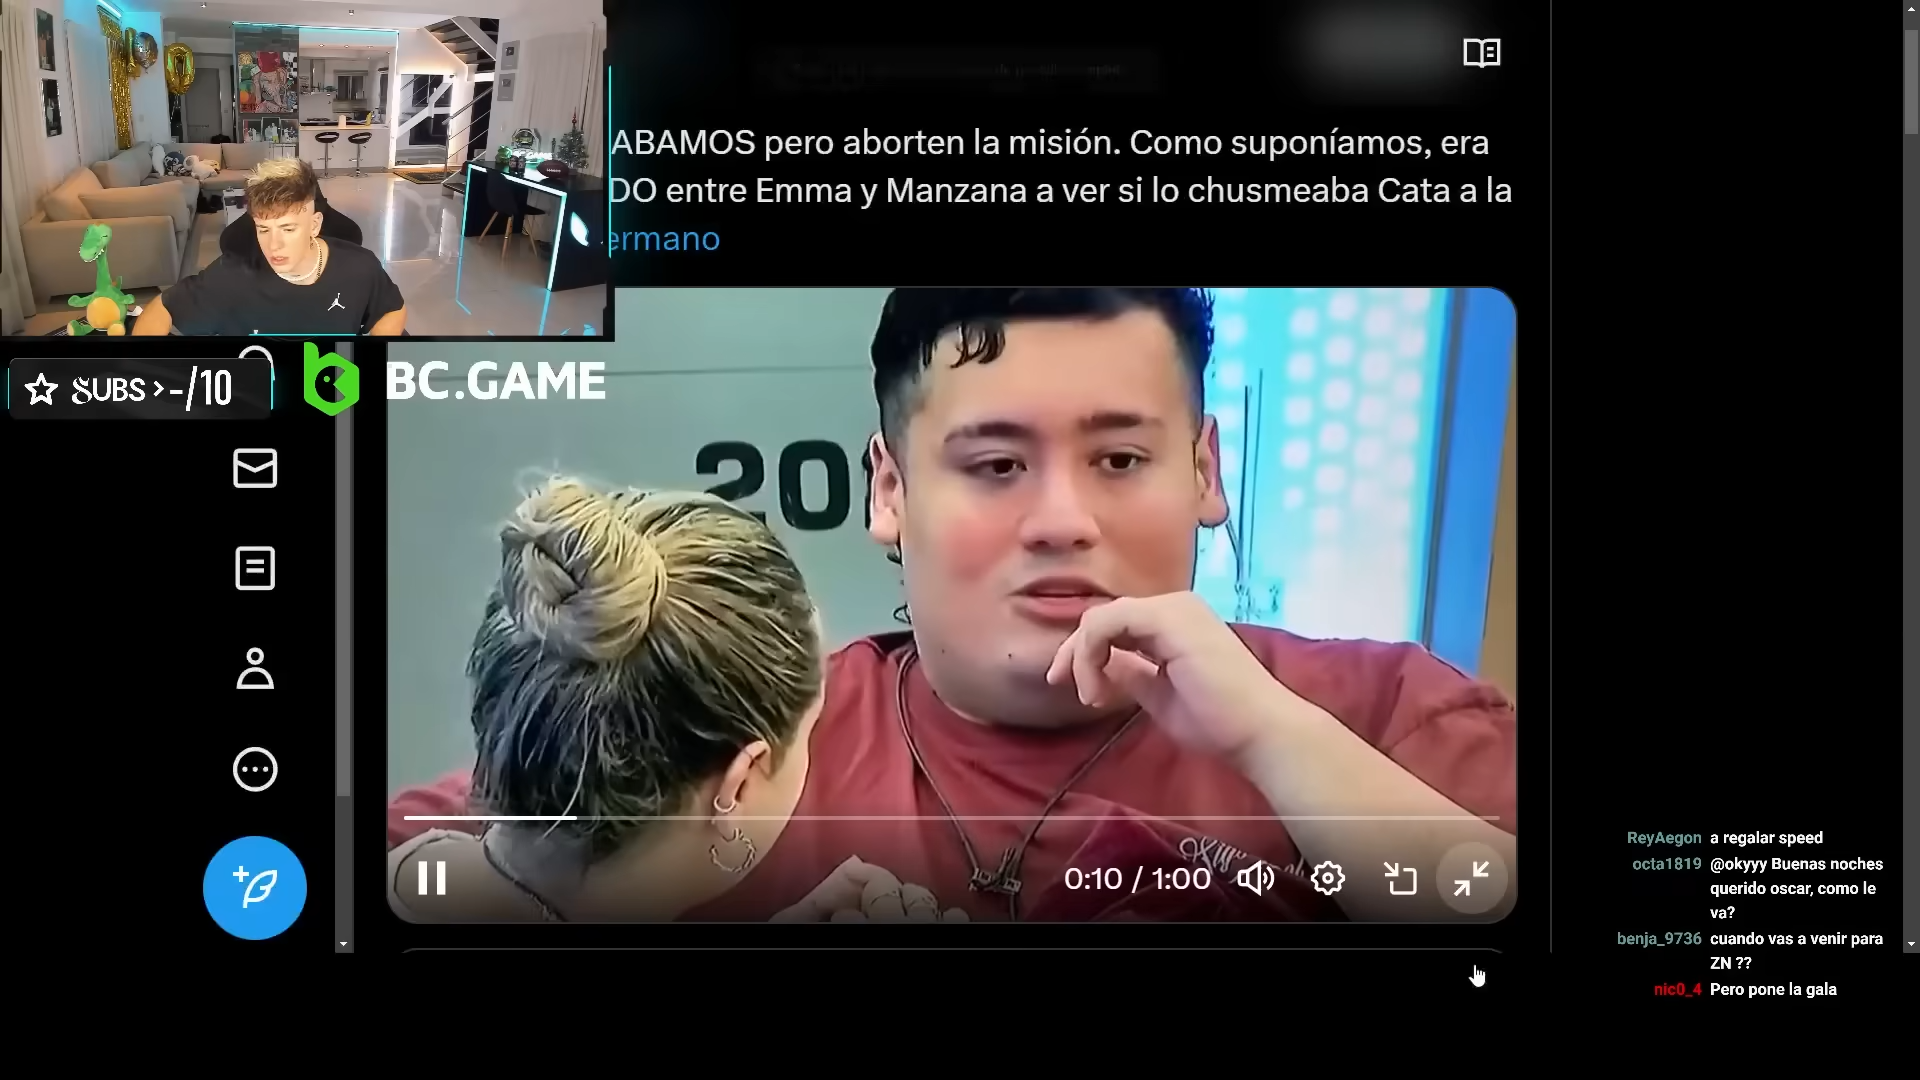 ABAMOS pero aborten la misión. Como suponíamos, era
DO entre Emma y Manzana a ver si lo chusmeaba Cata a la
ermano
SUBS > -/10
BC.GAME
20
0:10 / 1:00
ReyAegon a regalar speed
octa1819 @okyyy Buenas noches
querido oscar, como le
va?
benja_9736 cuando vas a venir para
ZN ??
nic0_4 Pero pone la gala